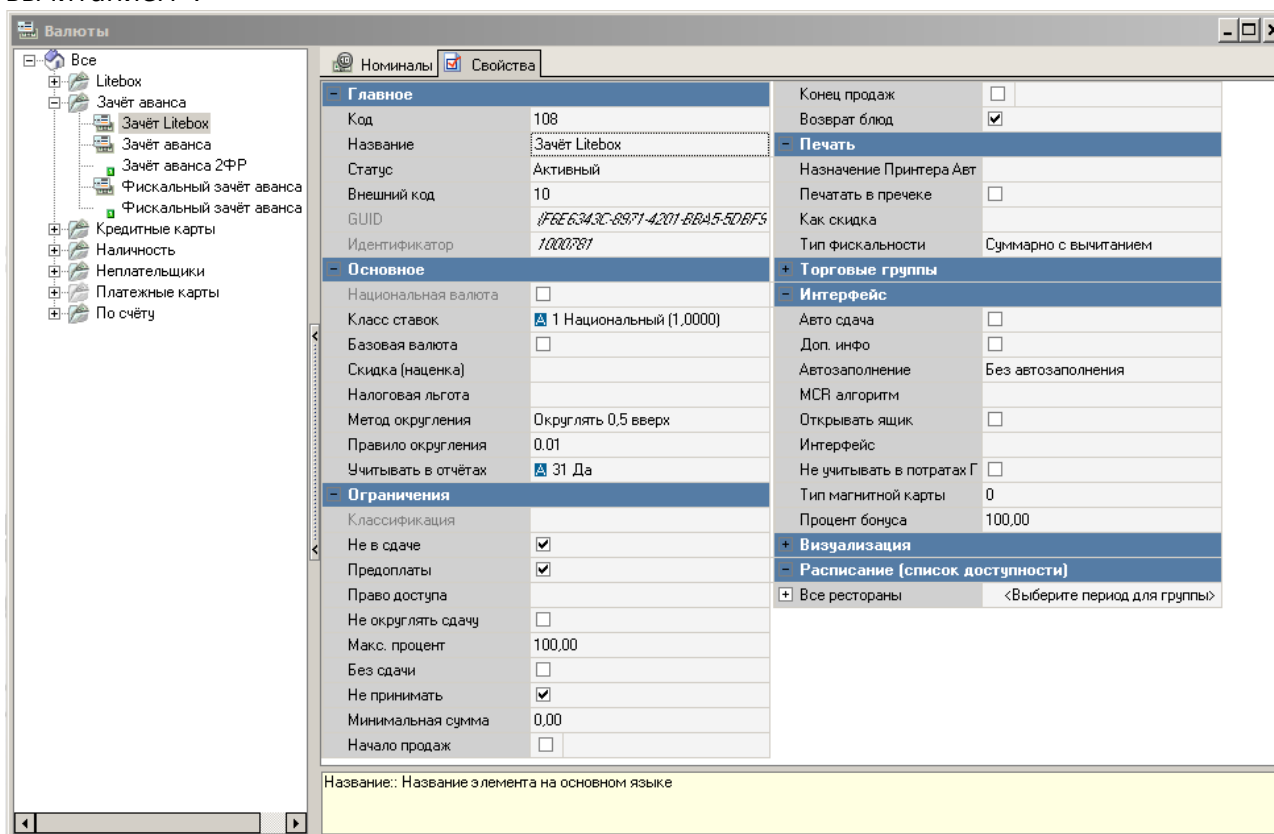 Валюты
Все
Litebox
Зачёт аванса
Зачёт Litebox
Зачёт аванса
Зачёт аванса 2ФР
Фискальный зачёт аванса
Фискальный зачёт аванса
Кредитные карты
Наличность
Неплательщики
Платежные карты
По счёту
Номиналы Свойства
Главное
Код 108
Название Зачёт Litebox
Статус Активный
Внешний код 10
GUID {F6E6343C-8971-4201-BBA5-5DBF9
Идентификатор 1000781
Основное
Национальная валюта
Класс ставок А 1 Национальный (1,0000)
Базовая валюта
Скидка (наценка)
Налоговая льгота
Метод округления Округлять 0,5 вверх
Правило округления 0.01
Учитывать в отчётах А 31 Да
Ограничения
Классификация
Не в сдаче
Предоплаты
Право доступа
Не округлять сдачу
Макс. процент 100,00
Без сдачи
Не принимать
Минимальная сумма 0,00
Начало продаж
Конец продаж
Возврат блюд
Печать
Назначение Принтера Авт
Печатать в пречеке
Как скидка
Тип фискальности Суммарно с вычитанием
Торговые группы
Интерфейс
Авто сдача
Доп. инфо
Автозаполнение Без автозаполнения
MCR алгоритм
Открывать ящик
Интерфейс
Не учитывать в потратах Г
Тип магнитной карты 0
Процент бонуса 100,00
Визуализация
Расписание (список доступности)
Все рестораны <Выберите период для группы>
Название:: Название элемента на основном языке